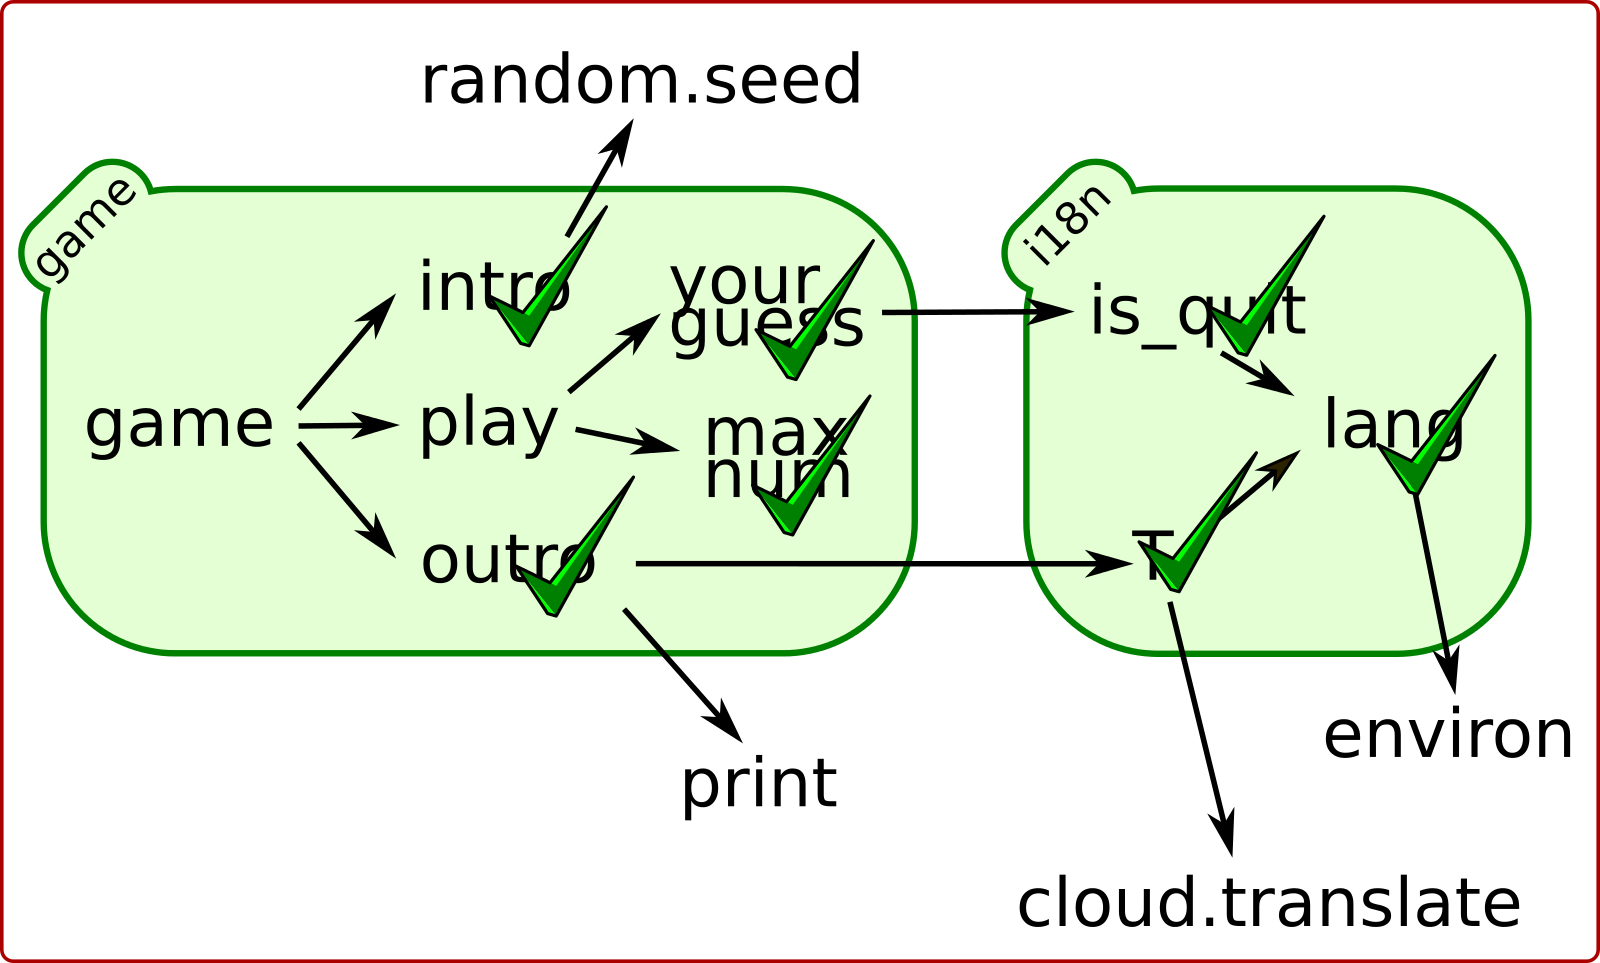 random.seed
game
i18n
intro
your
guess
is_quit
game
play
max
num
lang
outro
T
print
environ
cloud.translate